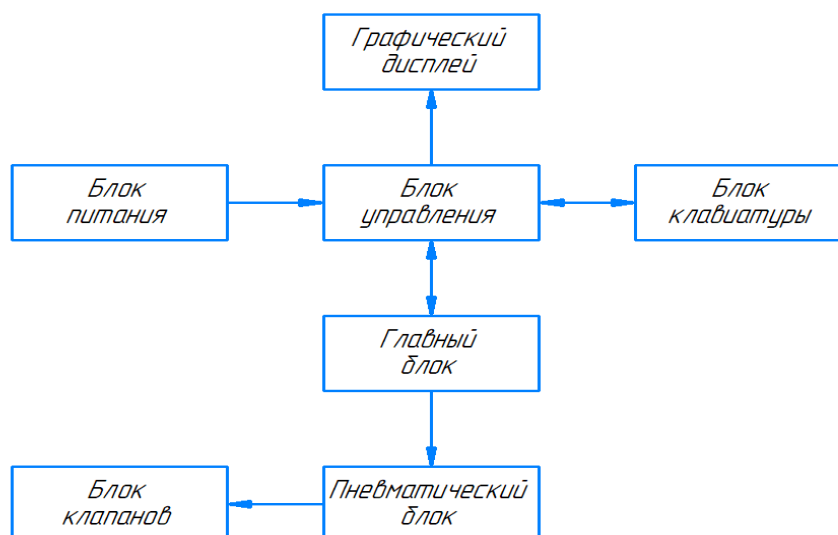 Графический
дисплей
Блок
питания
Блок
управления
Блок
клавиатуры
Главный
блок
Блок
клапанов
Пневматический
блок